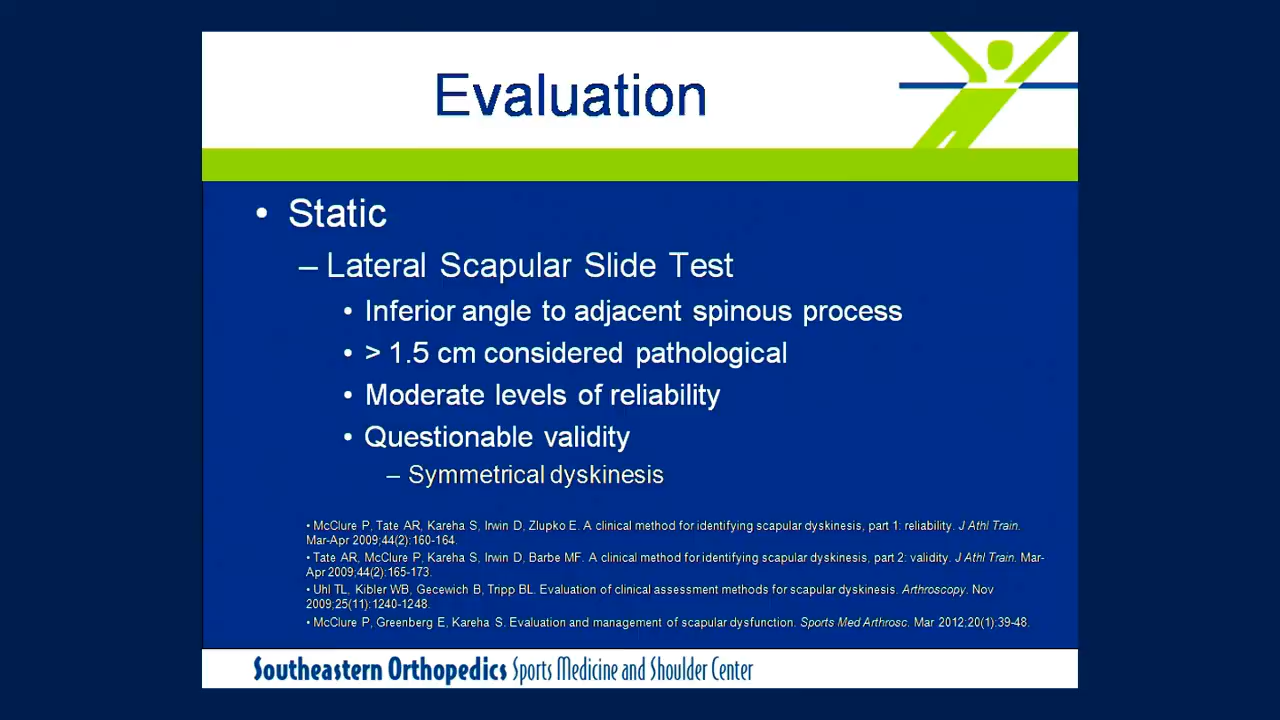 Evaluation
• Static
– Lateral Scapular Slide Test
• Inferior angle to adjacent spinous process
• > 1.5 cm considered pathological
• Moderate levels of reliability
• Questionable validity
– Symmetrical dyskinesis
• McClure P, Tate AR, Kareha S, Irwin D, Zlupko E. A clinical method for identifying scapular dyskinesis, part 1: reliability. J Athl Train.
Mar-Apr 2009;44(2):160-164.
• Tate AR, McClure P, Kareha S, Irwin D, Barbe MF. A clinical method for identifying scapular dyskinesis, part 2: validity. J Athl Train. Mar-
Apr 2009;44(2):165-173.
• Uhl TL, Kibler WB, Gecewich B, Tripp BL. Evaluation of clinical assessment methods for scapular dyskinesis. Arthroscopy. Nov
2009;25(11):1240-1248.
• McClure P, Greenberg E, Kareha S. Evaluation and management of scapular dysfunction. Sports Med Arthrosc. Mar 2012;20(1):39-48.
Southeastern Orthopedics Sports Medicine and Shoulder Center